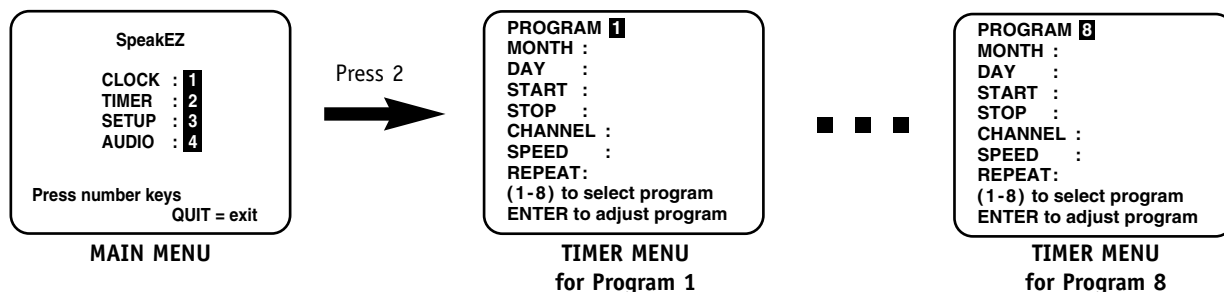 SpeakEZ
CLOCK : 1
TIMER : 2
SETUP : 3
AUDIO : 4
Press number keys
QUIT = exit
MAIN MENU
Press 2
PROGRAM 1
MONTH :
DAY :
START :
STOP :
CHANNEL :
SPEED :
REPEAT:
(1-8) to select program
ENTER to adjust program
TIMER MENU
for Program 1
PROGRAM 8
MONTH :
DAY :
START :
STOP :
CHANNEL :
SPEED :
REPEAT:
(1-8) to select program
ENTER to adjust program
TIMER MENU
for Program 8